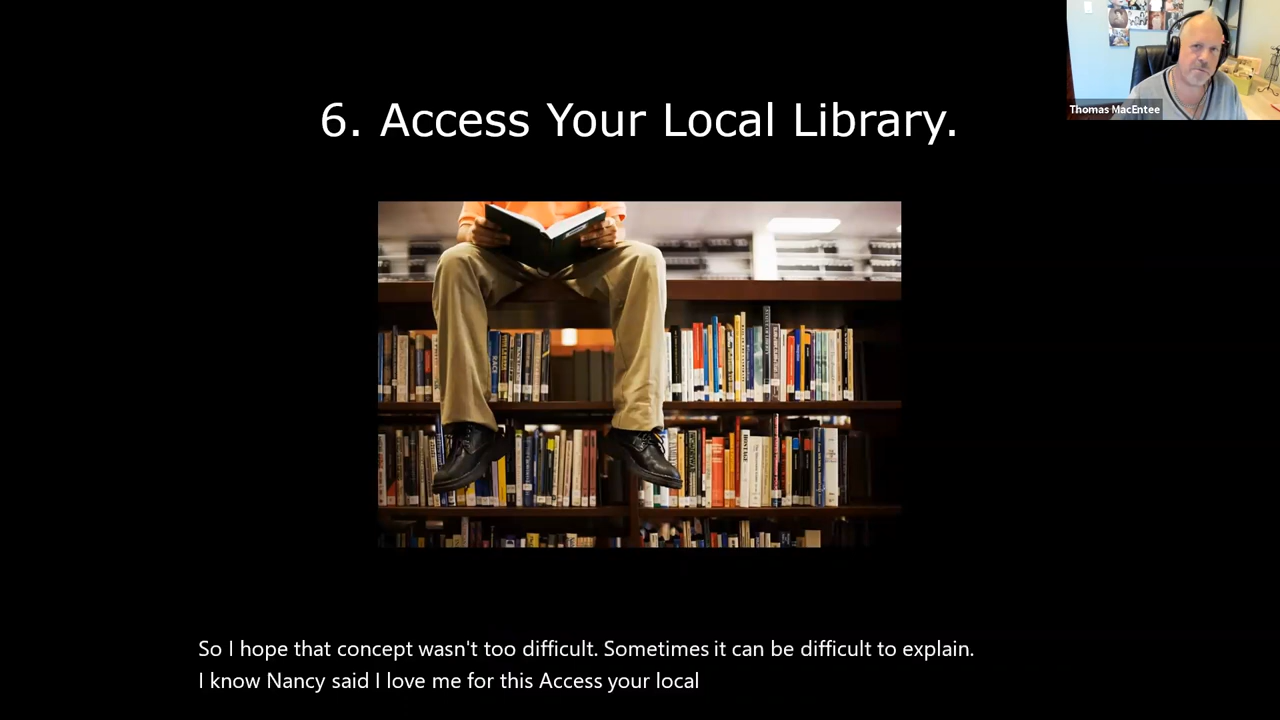 6. Access Your Local Library.
Thomas MacEntee
So I hope that concept wasn't too difficult. Sometimes it can be difficult to explain.
I know Nancy said I love me for this Access your local